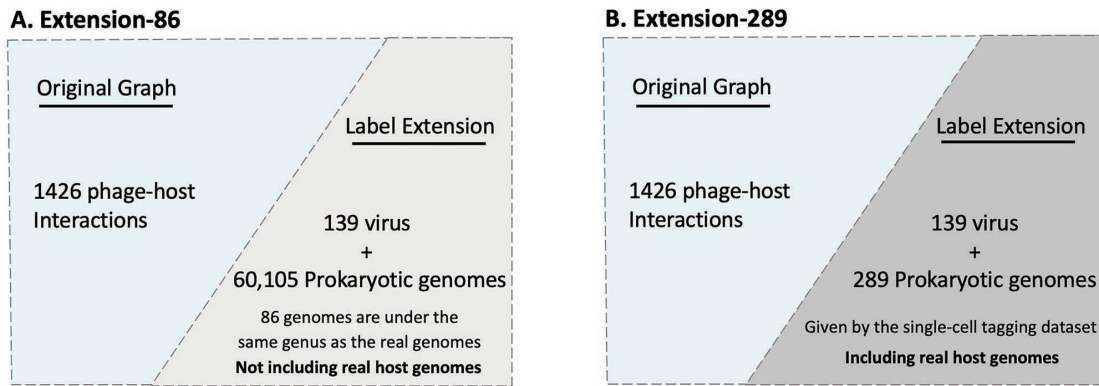 A. Extension-86
Original Graph
Label Extension
1426 phage-host
Interactions
139 virus
+
60,105 Prokaryotic genomes
86 genomes are under the
same genus as the real genomes
Not including real host genomes
B. Extension-289
Original Graph
Label Extension
1426 phage-host
Interactions
139 virus
+
289 Prokaryotic genomes
Given by the single-cell tagging dataset
Including real host genomes